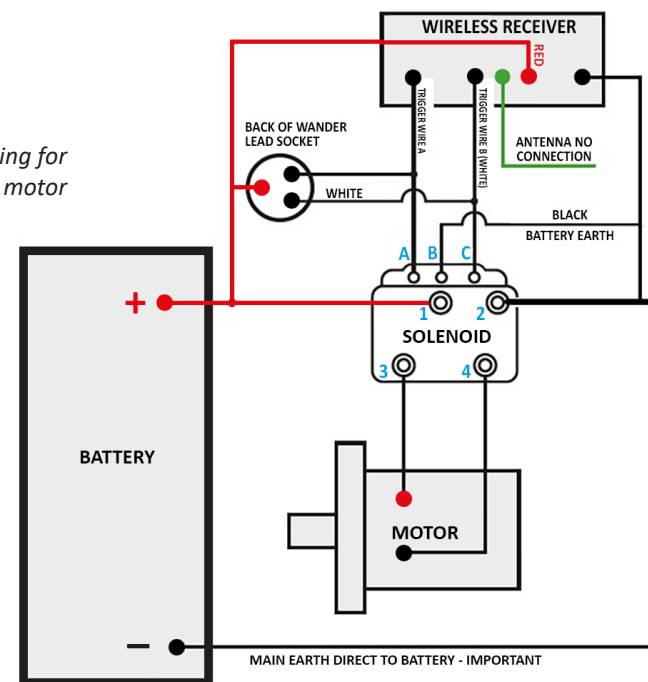 WIRELESS RECEIVER
RED
TRIGGER WIRE A
TRIGGER WIRE B (WHITE)
ANTENNA NO
CONNECTION
BACK OF WANDER
LEAD SOCKET
ing for
motor
WHITE
BLACK
BATTERY EARTH
A B C
+
1 2
SOLENOID
3 4
BATTERY
MOTOR
−
MAIN EARTH DIRECT TO BATTERY - IMPORTANT